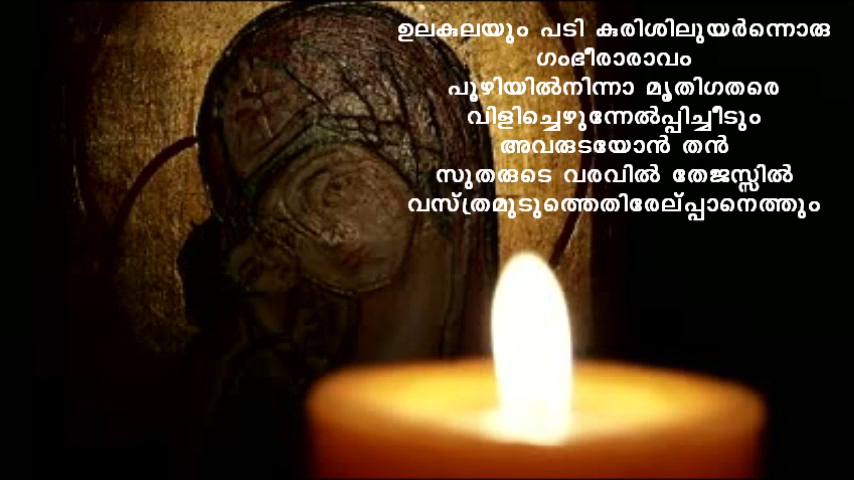 ഉലകുലയും പടി കുരിശിലുയർന്നൊരു
ഗംഭീരാരാവം
പൂഴിയിൽനിന്നാ മൃതിഗതരെ
വിളിച്ചെഴുന്നേൽപ്പിച്ചീടും
അവരുടയോൻ തൻ
സുതരുടെ വരവിൽ തേജസ്സിൽ
വസ്ത്രമുടുത്തെതിരേല്പ്പാനെത്തും